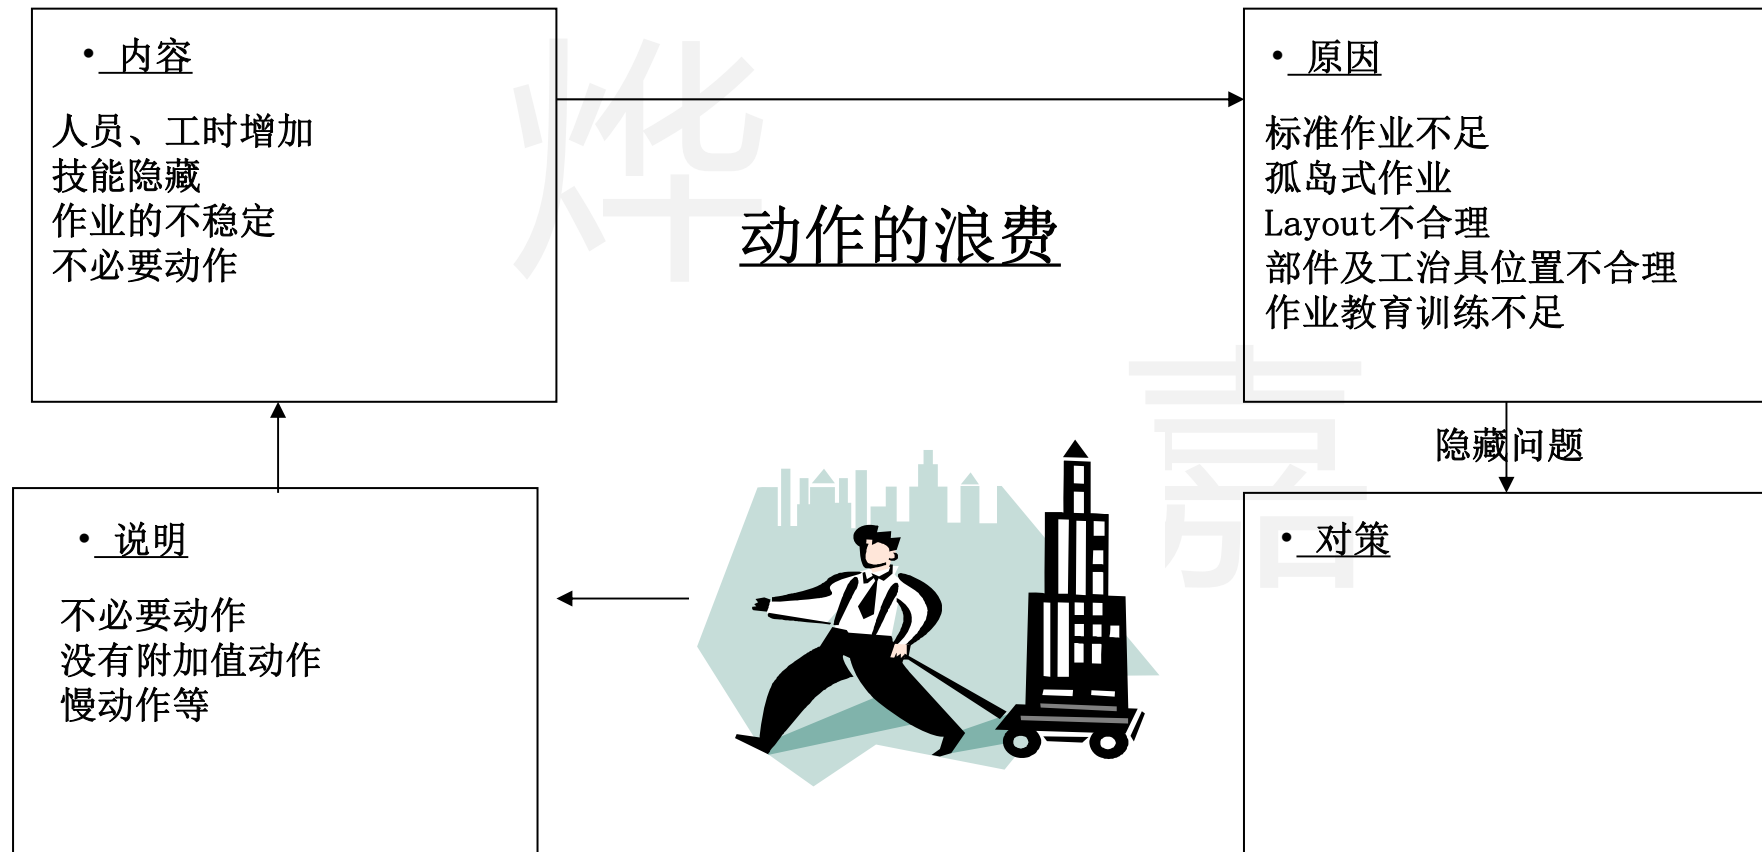 • 内容
人员、工时增加
技能隐藏
作业的不稳定
不必要动作
动作的浪费
• 原因
标准作业不足
孤岛式作业
Layout不合理
部件及工治具位置不合理
作业教育训练不足
隐藏问题
• 说明
不必要动作
没有附加值动作
慢动作等
• 对策
烨
嘉